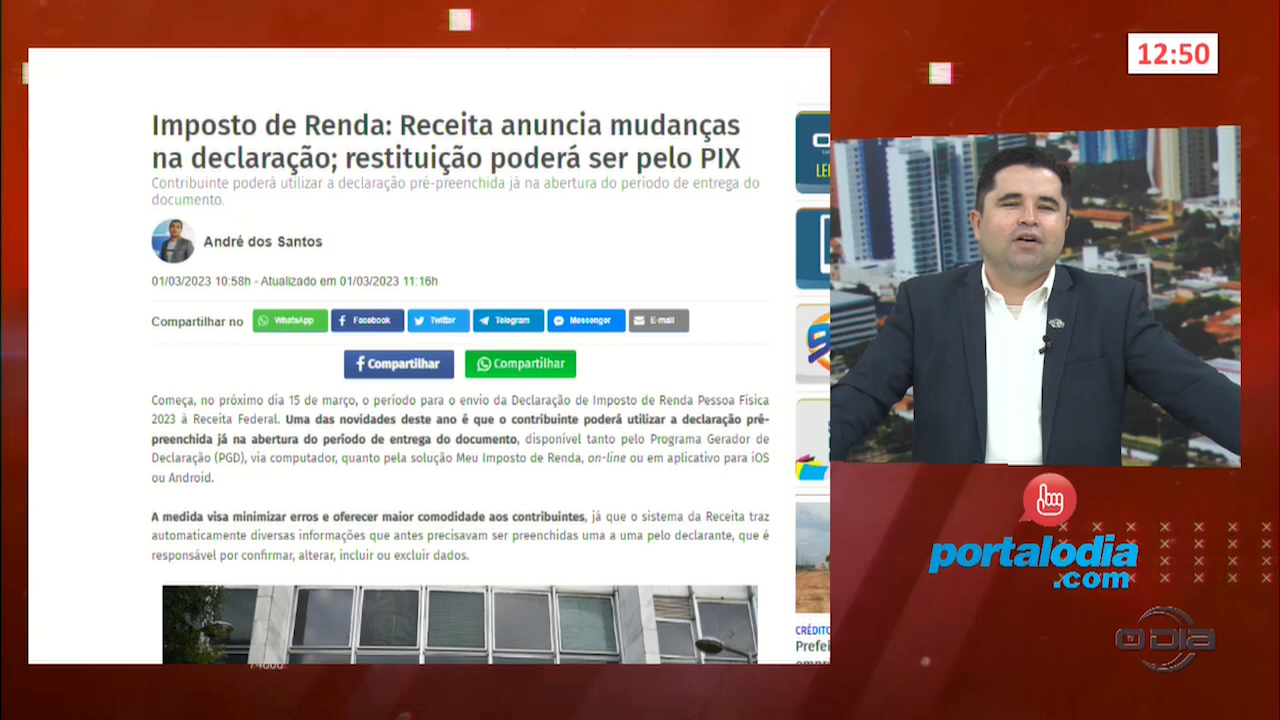 12:50
Imposto de Renda: Receita anuncia mudanças
na declaração; restituição poderá ser pelo PIX
Contribuinte poderá utilizar a declaração pré-preenchida já na abertura do período de entrega do
documento.
André dos Santos
01/03/2023 10:58h - Atualizado em 01/03/2023 11:16h
Compartilhar no WhatsApp Facebook Twitter Telegram Messenger E-mail
Compartilhar Compartilhar
Começa, no próximo dia 15 de março, o período para o envio da Declaração de Imposto de Renda Pessoa Física
2023 à Receita Federal. Uma das novidades deste ano é que o contribuinte poderá utilizar a declaração pré-
preenchida já na abertura do período de entrega do documento, disponível tanto pelo Programa Gerador de
Declaração (PGD), via computador, quanto pela solução Meu Imposto de Renda, on-line ou em aplicativo para iOS
ou Android.
A medida visa minimizar erros e oferecer maior comodidade aos contribuintes, já que o sistema da Receita traz
automaticamente diversas informações que antes precisavam ser preenchidas uma a uma pelo declarante, que é
responsável por confirmar, alterar, incluir ou excluir dados.
CRÉDITO
Prefei
portalodia
.com
TV O DIA